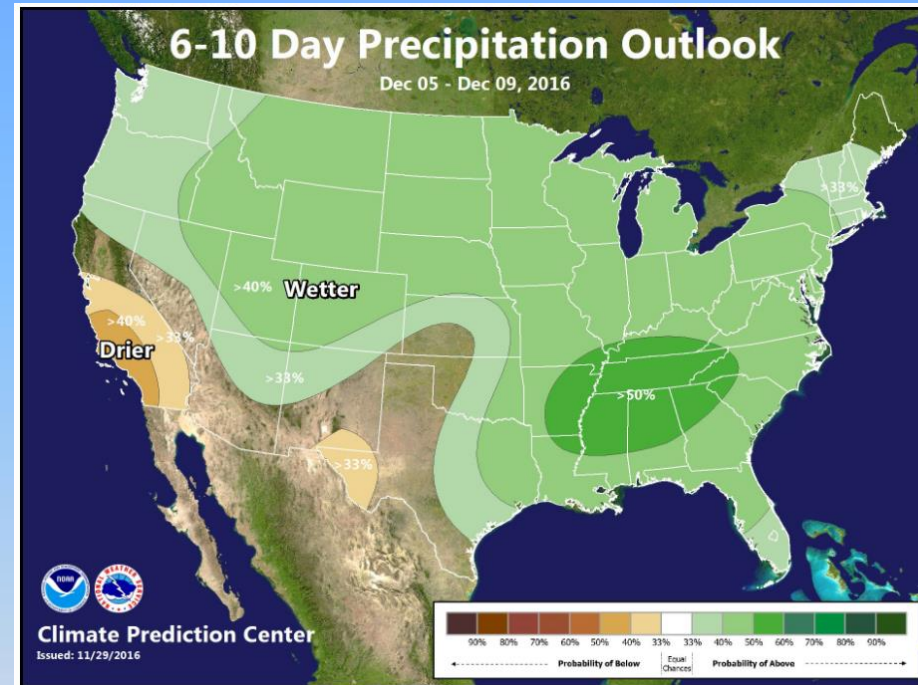 6-10 Day Precipitation Outlook
Dec 05 - Dec 09, 2016
>33%
>40%
Wetter
>40%
>33%
Drier
>33%
>50%
>33%
NOAA
Climate Prediction Center
Issued: 11/29/2016
90% 80% 70% 60% 50% 40% 33% 33% 40% 50% 60% 70% 80% 90%
Probability of Below
Equal
Chances
Probability of Above